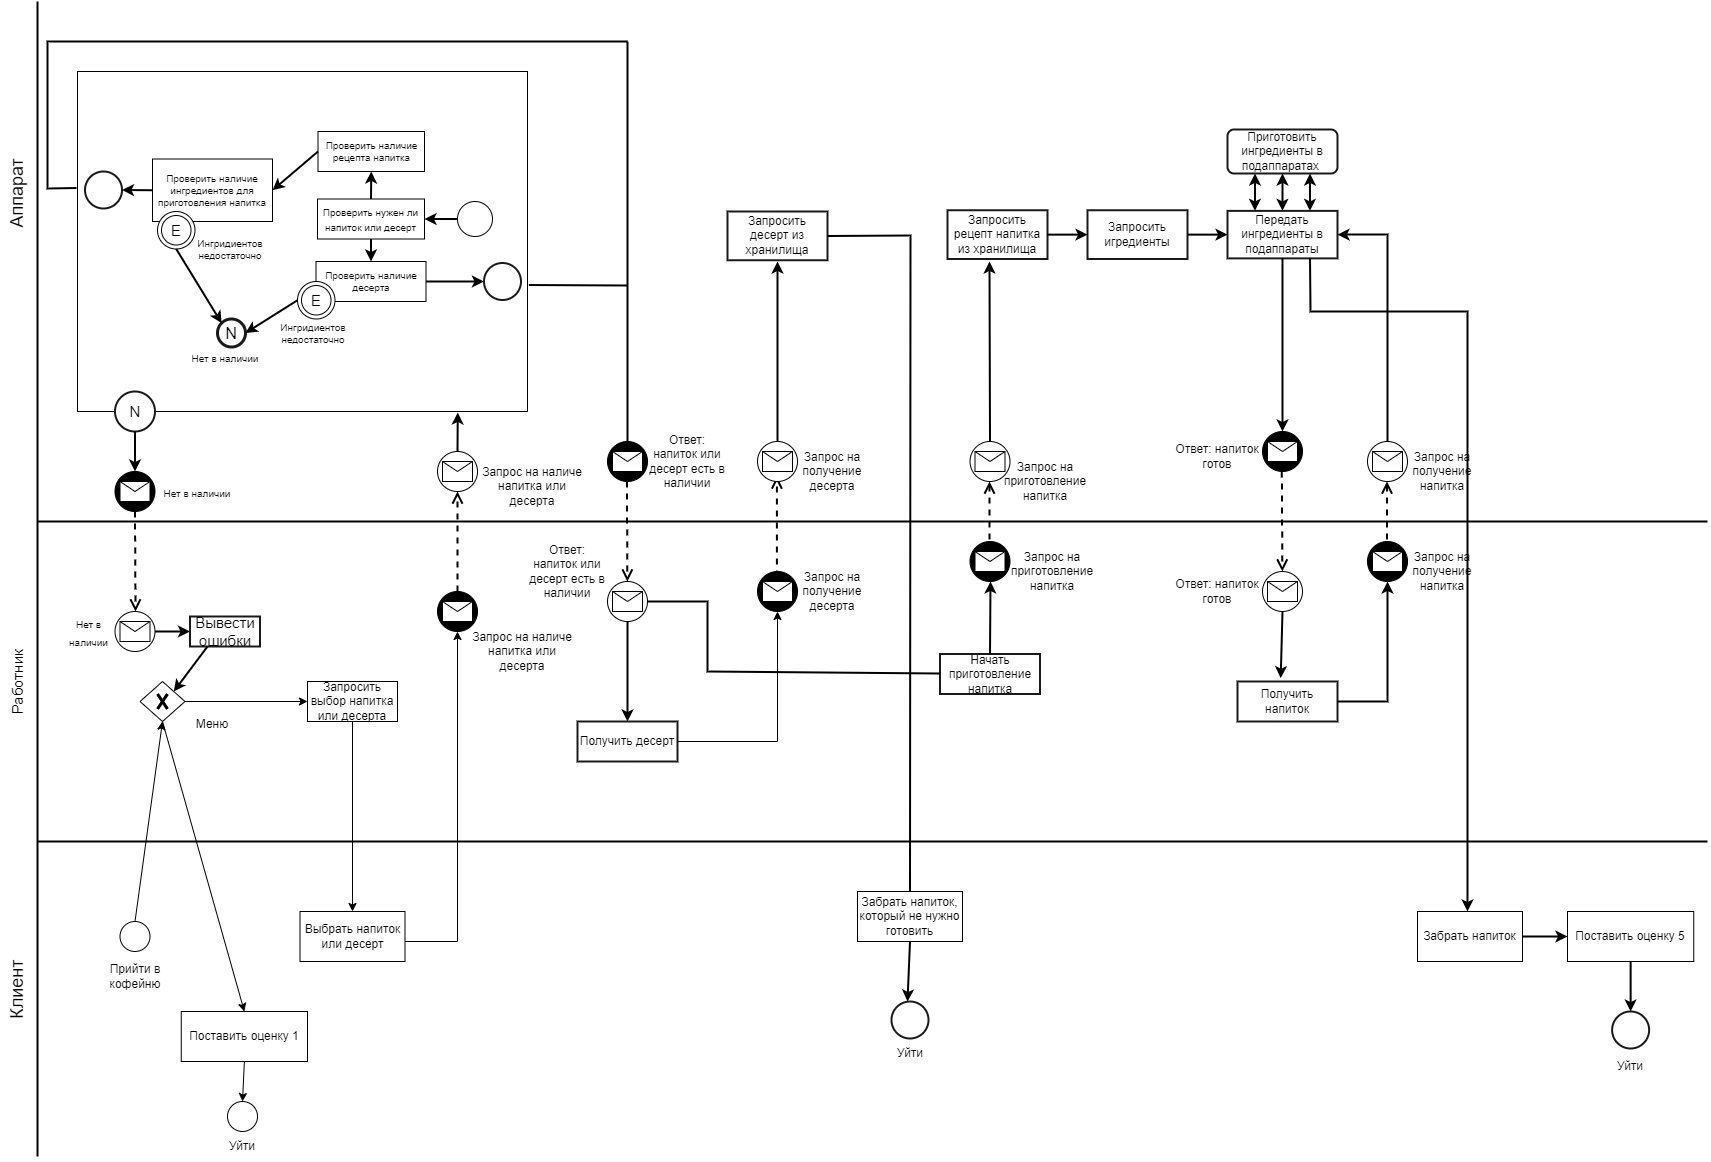 Аппарат
Проверить наличие
рецепта напитка
Проверить наличие
ингредиентов для
приготовления напитка
Проверить нужен ли
напиток или десерт
E
Ингридиентов
недостаточно
Проверить наличие
десерта
E
Ингридиентов
недостаточно
N
Нет в наличии
N
Нет в наличии
Запрос на наличе
напитка или
десерта
Ответ:
напиток или
десерт есть в
наличии
Запросить
десерт из
хранилища
Запрос на
получение
десерта
Запросить
рецепт напитка
из хранилища
Запросить
игредиенты
Приготовить
ингредиенты в
подаппаратах
Передать
ингредиенты в
подаппараты
Запрос на
приготовление
напитка
Ответ: напиток
готов
Запрос на
получение
напитка
Работник
Нет в
наличии
Вывести
ошибки
X
Меню
Запросить
выбор напитка
или десерта
Запрос на наличе
напитка или
десерта
Ответ:
напиток или
десерт есть в
наличии
Получить десерт
Запрос на
получение
десерта
Запрос на
приготовление
напитка
Начать
приготовление
напитка
Ответ: напиток
готов
Получить
напиток
Запрос на
получение
напитка
Клиент
Прийти в
кофейню
Поставить оценку 1
Уйти
Выбрать напиток
или десерт
Забрать напиток,
который не нужно
готовить
Уйти
Забрать напиток
Поставить оценку 5
Уйти